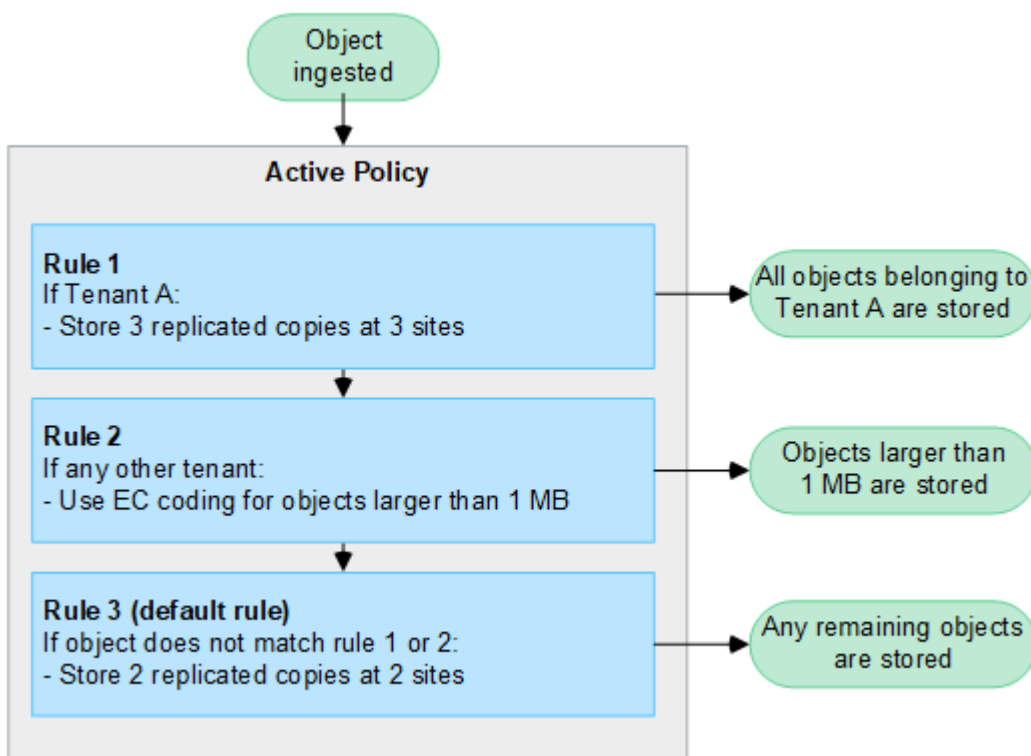 Object
ingested
Active Policy
Rule 1
If Tenant A:
- Store 3 replicated copies at 3 sites
All objects belonging to
Tenant A are stored
Rule 2
If any other tenant:
- Use EC coding for objects larger than 1 MB
Objects larger than
1 MB are stored
Rule 3 (default rule)
If object does not match rule 1 or 2:
- Store 2 replicated copies at 2 sites
Any remaining objects
are stored